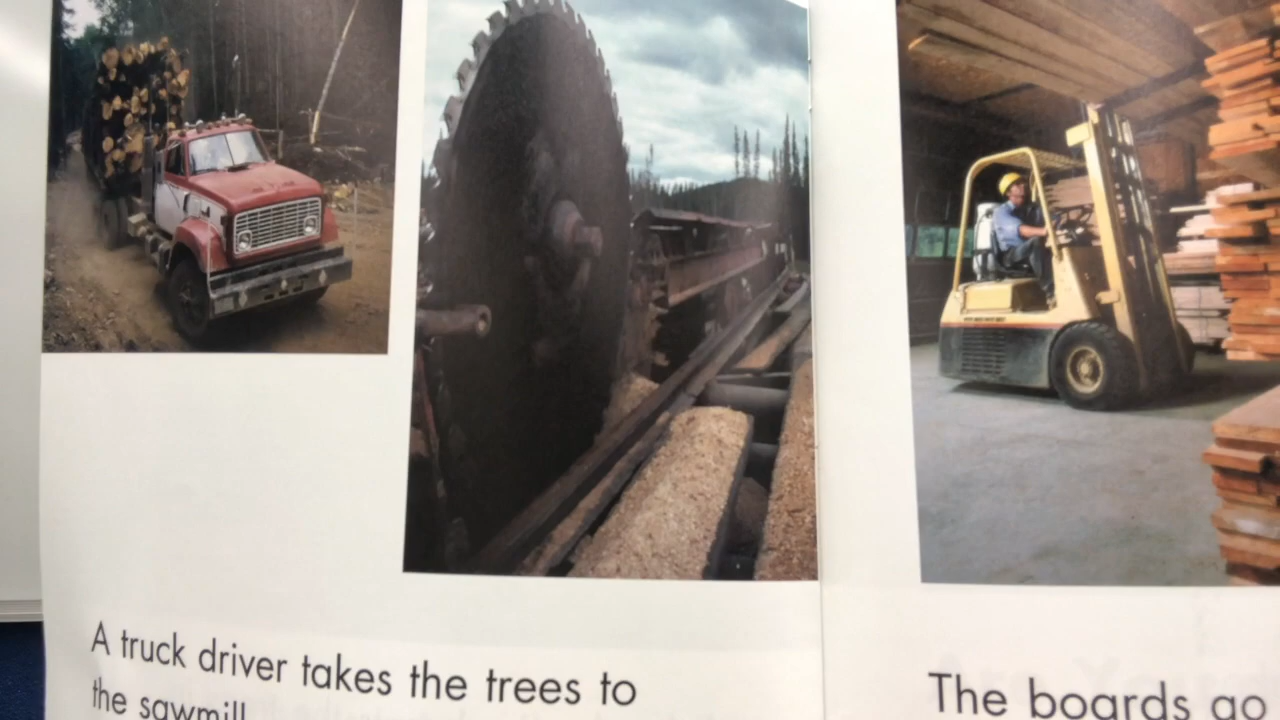 A truck driver takes the trees to
the sawmill
The boards go